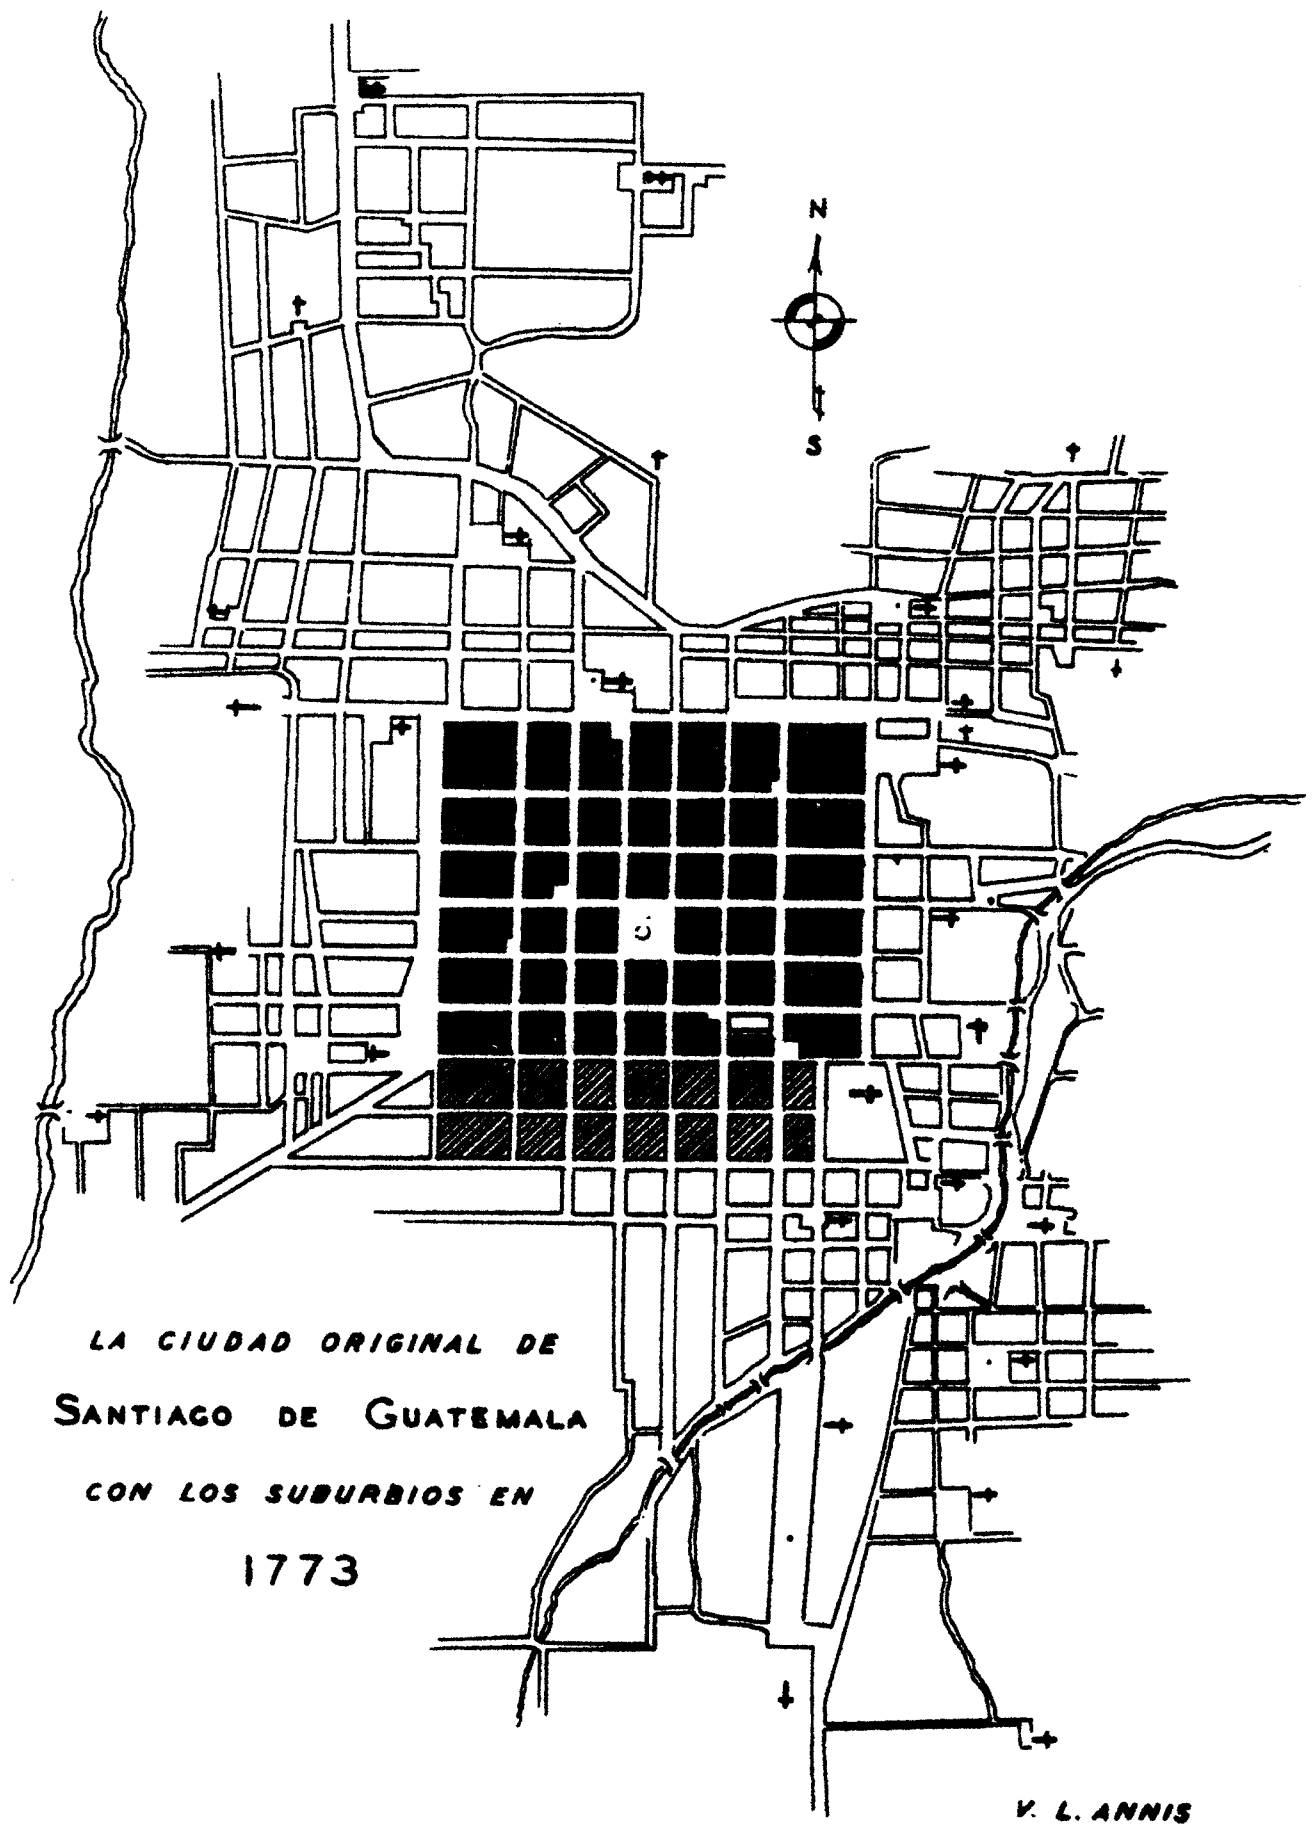 N
S
C.
LA CIUDAD ORIGINAL DE
SANTIAGO DE GUATEMALA
CON LOS SUBURBIOS EN
1773
V. L. ANNIS